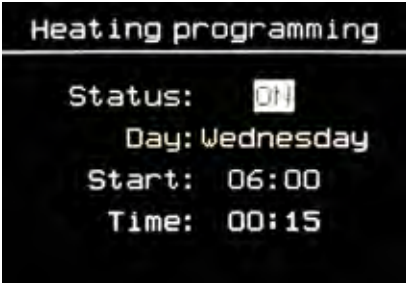 Heating programming
Status: ON
Day: Wednesday
Start: 06:00
Time: 00:15